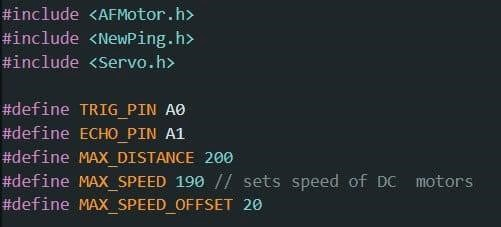 #include <AFMotor.h>
#include <NewPing.h>
#include <Servo.h>
#define TRIG_PIN A0
#define ECHO_PIN A1
#define MAX_DISTANCE 200
#define MAX_SPEED 190 // sets speed of DC  motors
#define MAX_SPEED_OFFSET 20